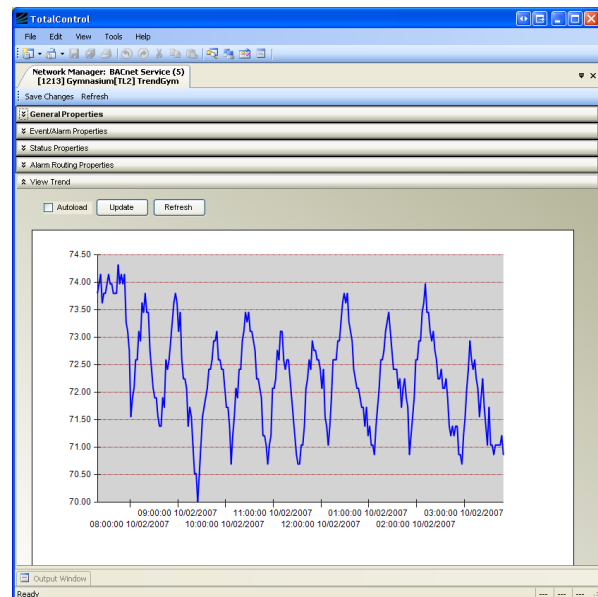 TotalControl
File Edit View Tools Help
Network Manager: BACnet Service (5)
[1213] Gymnasium[TL2] TrendGym
Save Changes Refresh
General Properties
Event/Alarm Properties
Status Properties
Alarm Routing Properties
View Trend
Autoload Update Refresh
74.50
74.00
73.50
73.00
72.50
72.00
71.50
71.00
70.50
70.00
09:00:00 10/02/2007 11:00:00 10/02/2007 01:00:00 10/02/2007 03:00:00 10/02/2007
08:00:00 10/02/2007 10:00:00 10/02/2007 12:00:00 10/02/2007 02:00:00 10/02/2007
Output Window
Ready --- --- ---